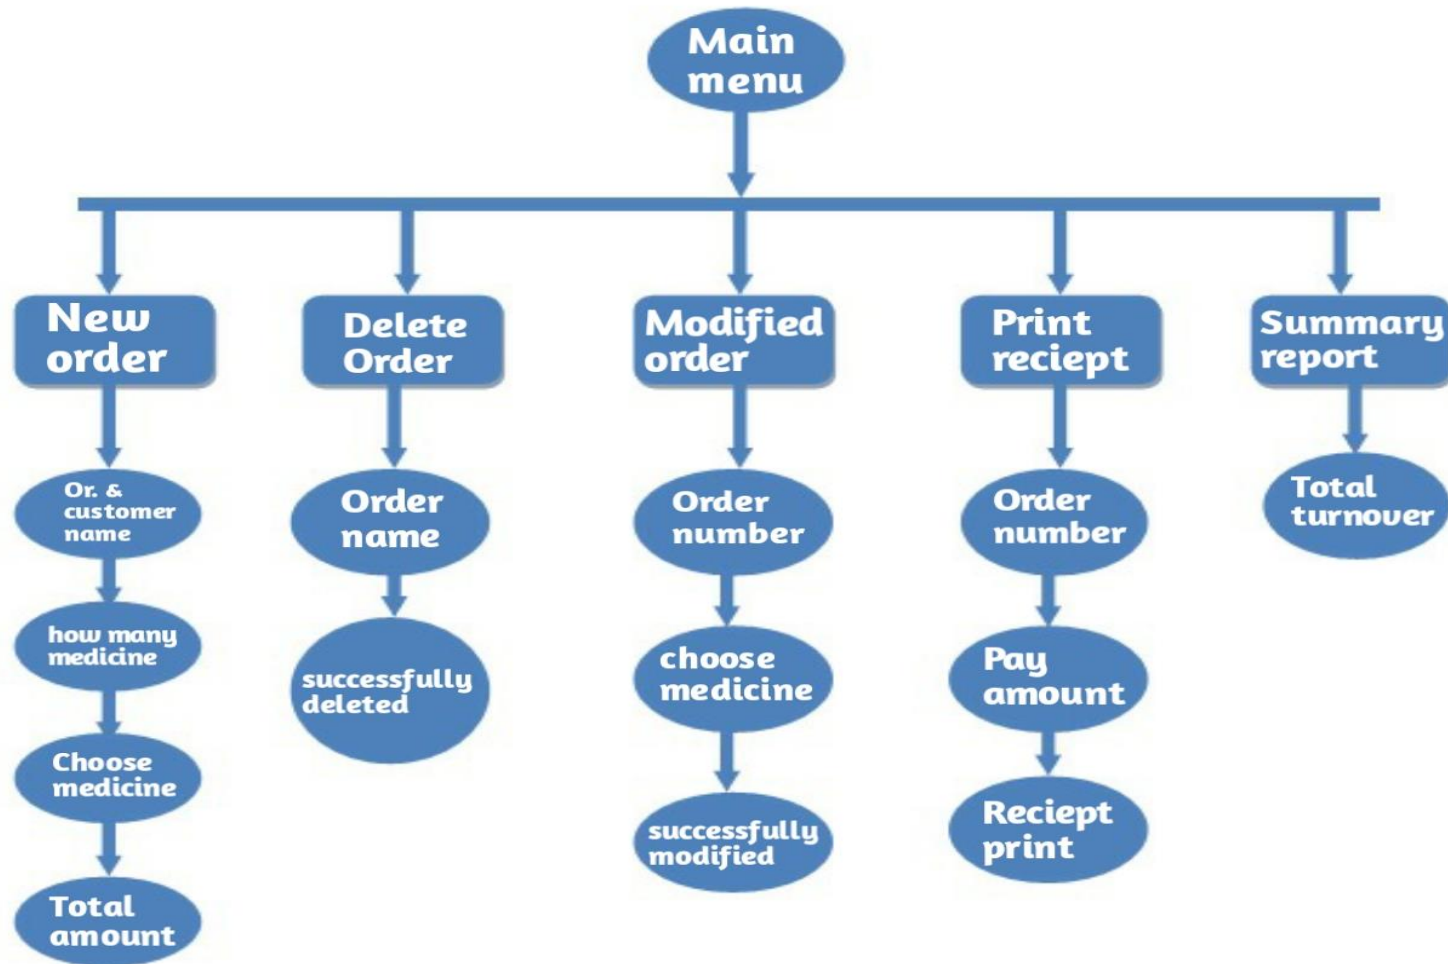 Main
menu
New
order
Delete
Order
Modified
order
Print
reciept
Summary
report
Or. &
customer
name
Order
name
Order
number
Order
number
Total
turnover
how many
medicine
successfully
deleted
choose
medicine
Pay
amount
Choose
medicine
successfully
modified
Reciept
print
Total
amount